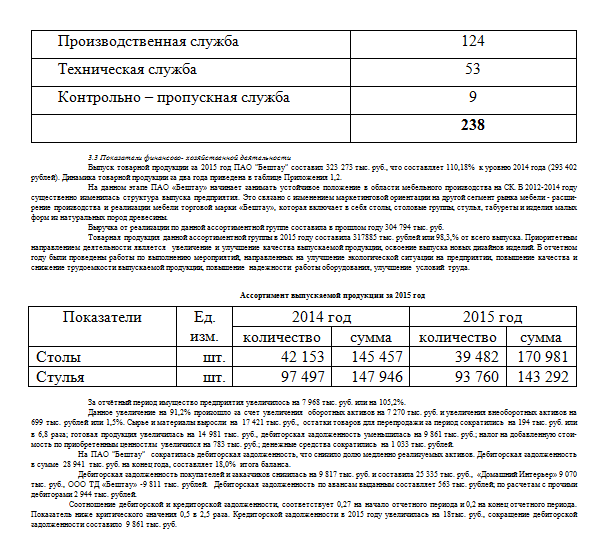 Производственная служба 124
Техническая служба 53
Контрольно – пропускная служба 9
238
3.3 Показатели финансово- хозяйственной деятельности
Выпуск товарной продукции за 2015 год ПАО "Бештау" составил 323 273 тыс. руб., что составляет 110,18% к уровню 2014 года (293 402
рублей). Динамика товарной продукции за два года приведена в таблице Приложения 1,2.
На данном этапе ПАО «Бештау» начинает занимать устойчивое положение в области мебельного производства на СК. В 2012-2014 году
существенно изменилась структура выпуска предприятия. Это связано с изменением маркетинговой ориентации на другой сегмент рынка мебели - расши-
рение производства и реализации мебели торговой марки «Бештау», которая включает в себя столы, столовые группы, стулья, табуреты и изделия малых
форм из натуральных пород древесины.
Выручка от реализации по данной ассортиментной группе составила в прошлом году 304 794 тыс. руб.
Товарная продукция данной ассортиментной группы в 2015 году составила 317885 тыс. рублей или 98,3,% от всего выпуска. Приоритетным
направлением деятельности является увеличение и улучшение качества выпускаемой продукции, освоение выпуска новых дизайнов изделий. В отчетном
году были проведены работы по выполнению мероприятий, направленных на улучшение экологической ситуации на предприятии, повышение качества и
снижение трудоемкости выпускаемой продукции, повышение надежности работы оборудования, улучшение условий труда.
Ассортимент выпускаемой продукции за 2015 год
Показатели Ед. изм. 2014 год 2015 год
количество сумма количество сумма
Столы шт. 42 153 145 457 39 482 170 981
Стулья шт. 97 497 147 946 93 760 143 292
За отчётный период имущество предприятия увеличилось на 7 968 тыс. руб. или на 105,2%.
Данное увеличение на 91,2% произошло за счет увеличения оборотных активов на 7 270 тыс. руб. и увеличения внеоборотных активов на
699 тыс. рублей или 1,5%. Сырье и материалы выросли на 17 421 тыс. руб., остатки товаров для перепродажи за период сократились на 194 тыс. руб. или
в 6,8 раза; готовая продукция увеличилась на 14 981 тыс. руб., дебиторская задолженность уменьшилась на 9 861 тыс. руб.; налог на добавленную стои-
мость по приобретенным ценностям увеличился на 783 тыс. руб.; денежные средства сократились на 1 033 тыс. рублей.
На ПАО "Бештау" сократилась дебиторская задолженность, что снизило долю медленно реализуемых активов. Дебиторская задолженность
в сумме 28 941 тыс. руб. на конец года, составляет 18,0% итога баланса.
Дебиторская задолженность покупателей и заказчиков снизилась на 9 817 тыс. руб. и составила 25 335 тыс. руб., «Домашний Интерьер» 9 070
тыс. руб., ООО ТД «Бештау» -9 811 тыс. рублей. Дебиторская задолженность по авансам выданным составляет 563 тыс. рублей; по расчетам с прочими
дебиторами 2 944 тыс. рублей.
Соотношение дебиторской и кредиторской задолженности, соответствует 0,27 на начало отчетного периода и 0,2 на конец отчетного периода.
Показатель ниже критического значения 0,5 в 2,5 раза. Кредиторской задолженности в 2015 году увеличилась на 18тыс., сокращение дебиторской
задолженности составило 9 861 тыс. руб.